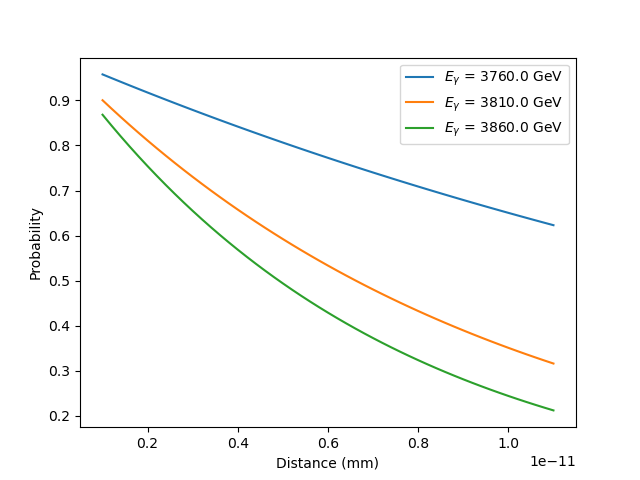 E_γ = 3760.0 GeV
E_γ = 3810.0 GeV
E_γ = 3860.0 GeV
0.9
0.8
0.7
0.6
0.5
0.4
0.3
0.2
Probability
0.2 0.4 0.6 0.8 1.0
Distance (mm)
1e−11